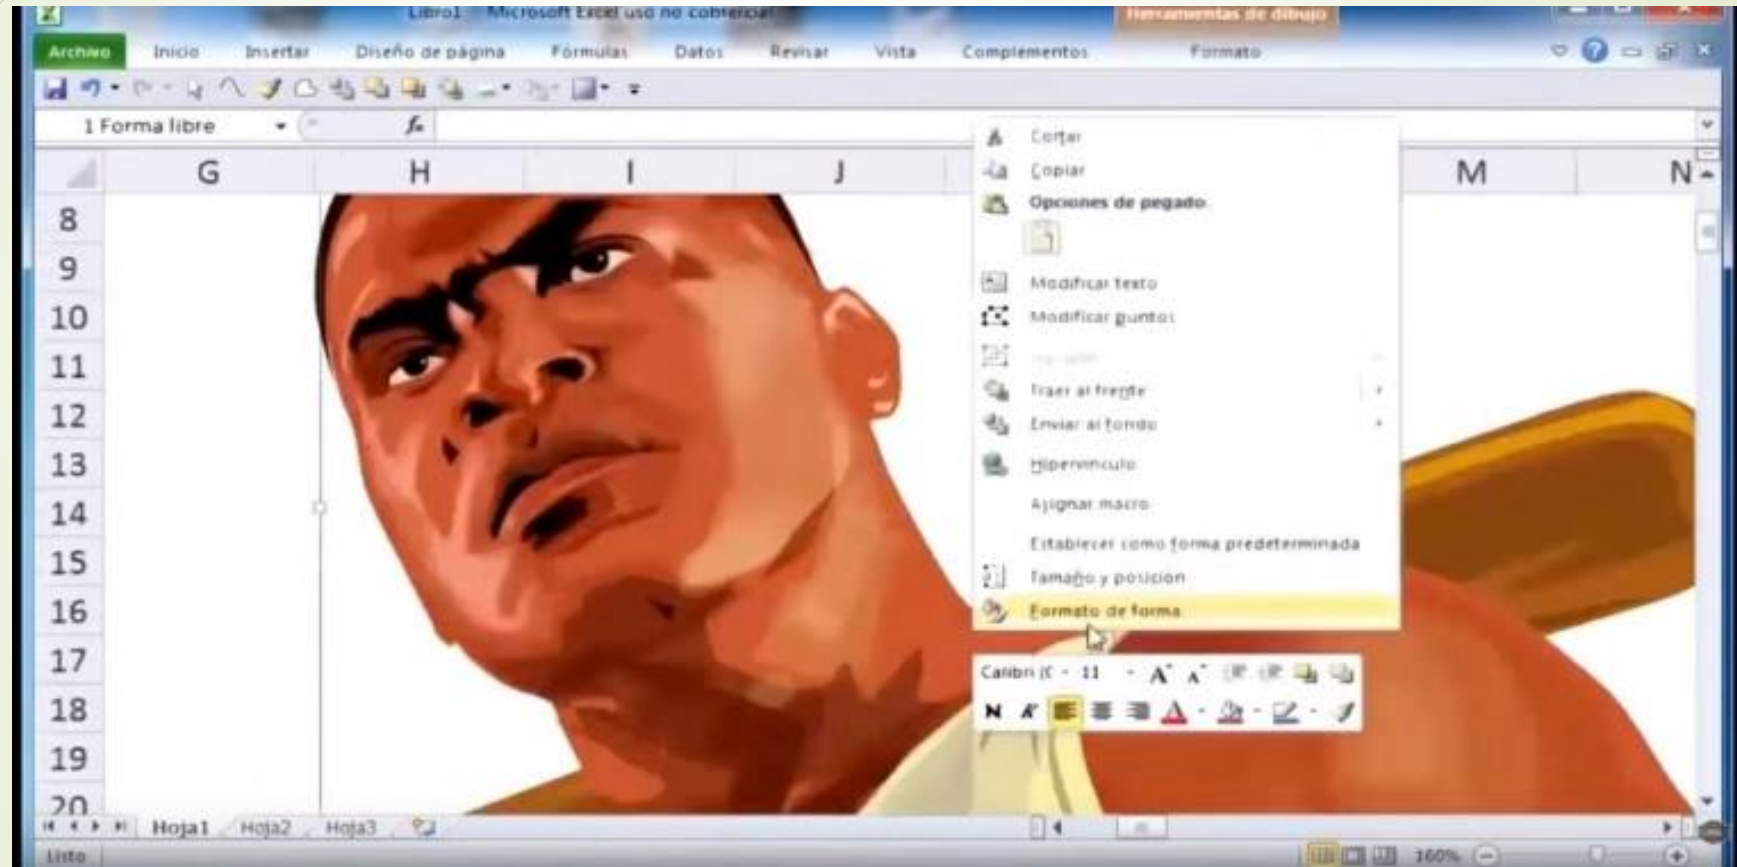 Libro1 - Microsoft Excel uso no comercial
Herramientas de dibujo
Archivo Inicio Insertar Diseño de página Fórmulas Datos Revisar Vista Complementos Formato
1 Forma libre fx
G H I J M N
8
9
10
11
12
13
14
15
16
17
18
19
20
Cortar
Copiar
Opciones de pegado
Modificar texto
Modificar puntos
Traer al frente
Enviar al fondo
Hipervínculo
Asignar macro
Establecer como forma predeterminada
Tamaño y posición
Formato de forma
Calibri (C 11 A A
N K A
Hoja1 Hoja2 Hoja3
Listo 160%